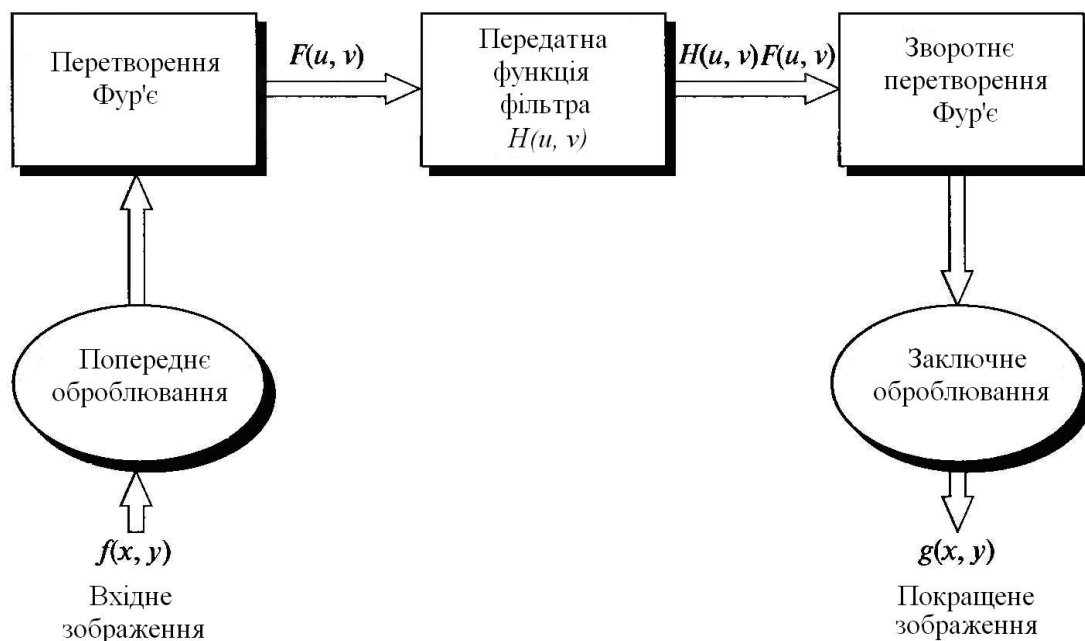 Перетворення
Фур'є
F(u, v)
Передатна
функція
фільтра
H(u, v)
H(u, v)F(u, v)
Зворотнє
перетворення
Фур'є
Попереднє
оброблювання
Заключне
оброблювання
f(x, y)
Вхідне
зображення
g(x, y)
Покращене
зображення